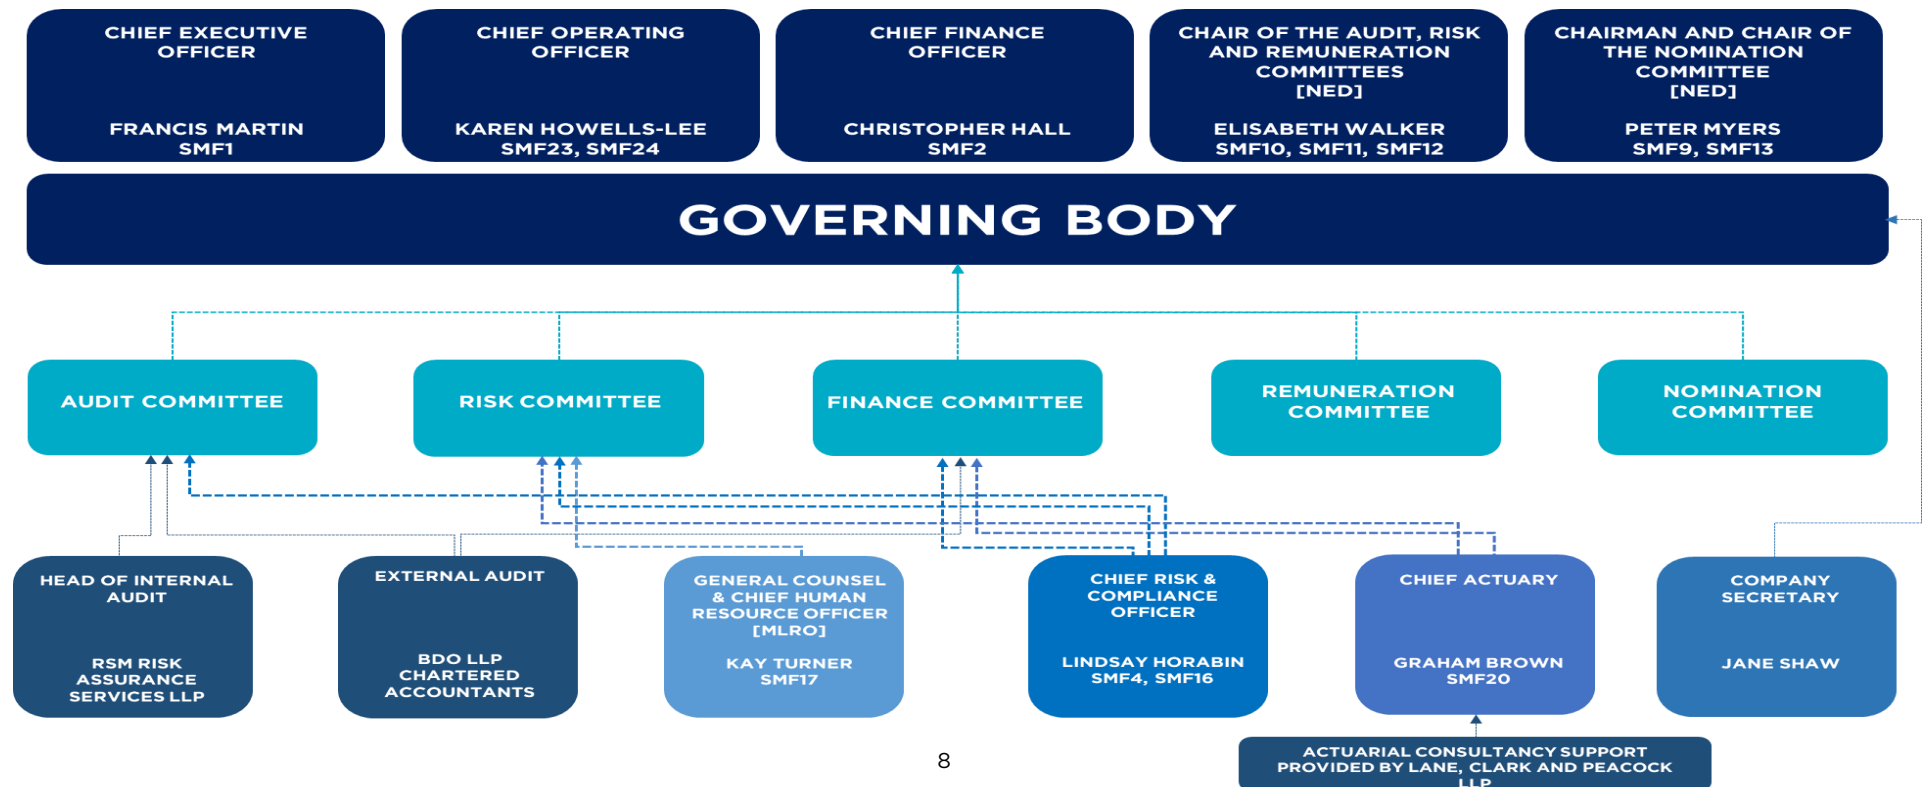 CHIEF EXECUTIVE
OFFICER
FRANCIS MARTIN
SMF1
CHIEF OPERATING
OFFICER
KAREN HOWELLS-LEE
SMF23, SMF24
CHIEF FINANCE
OFFICER
CHRISTOPHER HALL
SMF2
CHAIR OF THE AUDIT, RISK
AND REMUNERATION
COMMITTEES
[NED]
ELISABETH WALKER
SMF10, SMF11, SMF12
CHAIRMAN AND CHAIR OF
THE NOMINATION
COMMITTEE
[NED]
PETER MYERS
SMF9, SMF13
GOVERNING BODY
AUDIT COMMITTEE
RISK COMMITTEE
FINANCE COMMITTEE
REMUNERATION
COMMITTEE
NOMINATION
COMMITTEE
HEAD OF INTERNAL
AUDIT
RSM RISK
ASSURANCE
SERVICES LLP
EXTERNAL AUDIT
BDO LLP
CHARTERED
ACCOUNTANTS
GENERAL COUNSEL
& CHIEF HUMAN
RESOURCE OFFICER
[MLRO]
KAY TURNER
SMF17
CHIEF RISK &
COMPLIANCE
OFFICER
LINDSAY HORABIN
SMF4, SMF16
CHIEF ACTUARY
GRAHAM BROWN
SMF20
COMPANY
SECRETARY
JANE SHAW
ACTUARIAL CONSULTANCY SUPPORT
PROVIDED BY LANE, CLARK AND PEACOCK
LLP
8